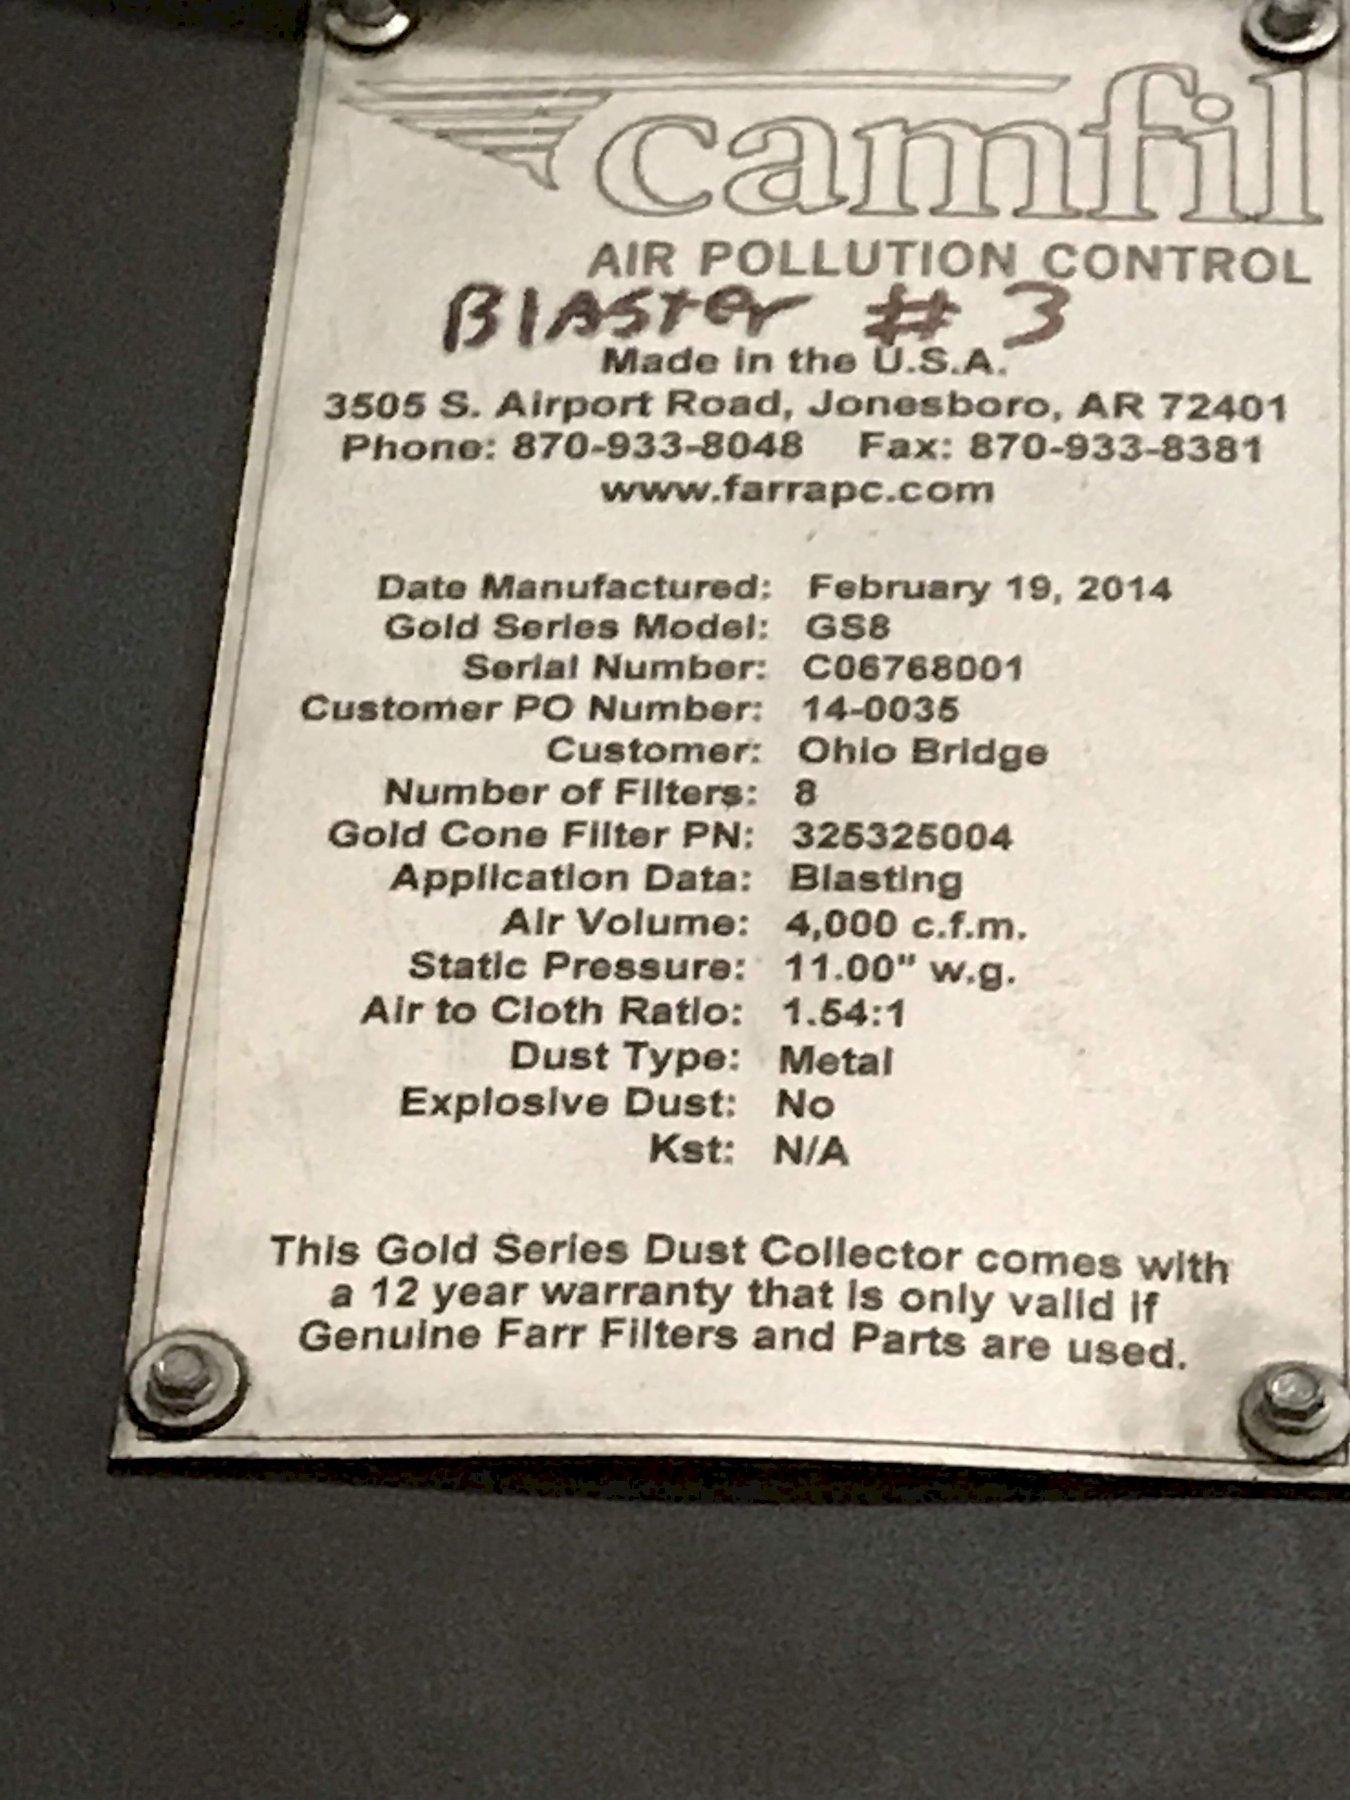 camfil
AIR POLLUTION CONTROL
BlASTer # 3
Made in the U.S.A.
3505 S. Airport Road, Jonesboro, AR 72401
Phone: 870-933-8048 Fax: 870-933-8381
www.farrapc.com
Date Manufactured: February 19, 2014
Gold Series Model: GS8
Serial Number: C06768001
Customer PO Number: 14-0035
Customer: Ohio Bridge
Number of Filters: 8
Gold Cone Filter PN: 325325004
Application Data: Blasting
Air Volume: 4,000 c.f.m.
Static Pressure: 11.00" w.g.
Air to Cloth Ratio: 1.54:1
Dust Type: Metal
Explosive Dust: No
Kst: N/A
This Gold Series Dust Collector comes with
a 12 year warranty that is only valid if
Genuine Farr Filters and Parts are used.